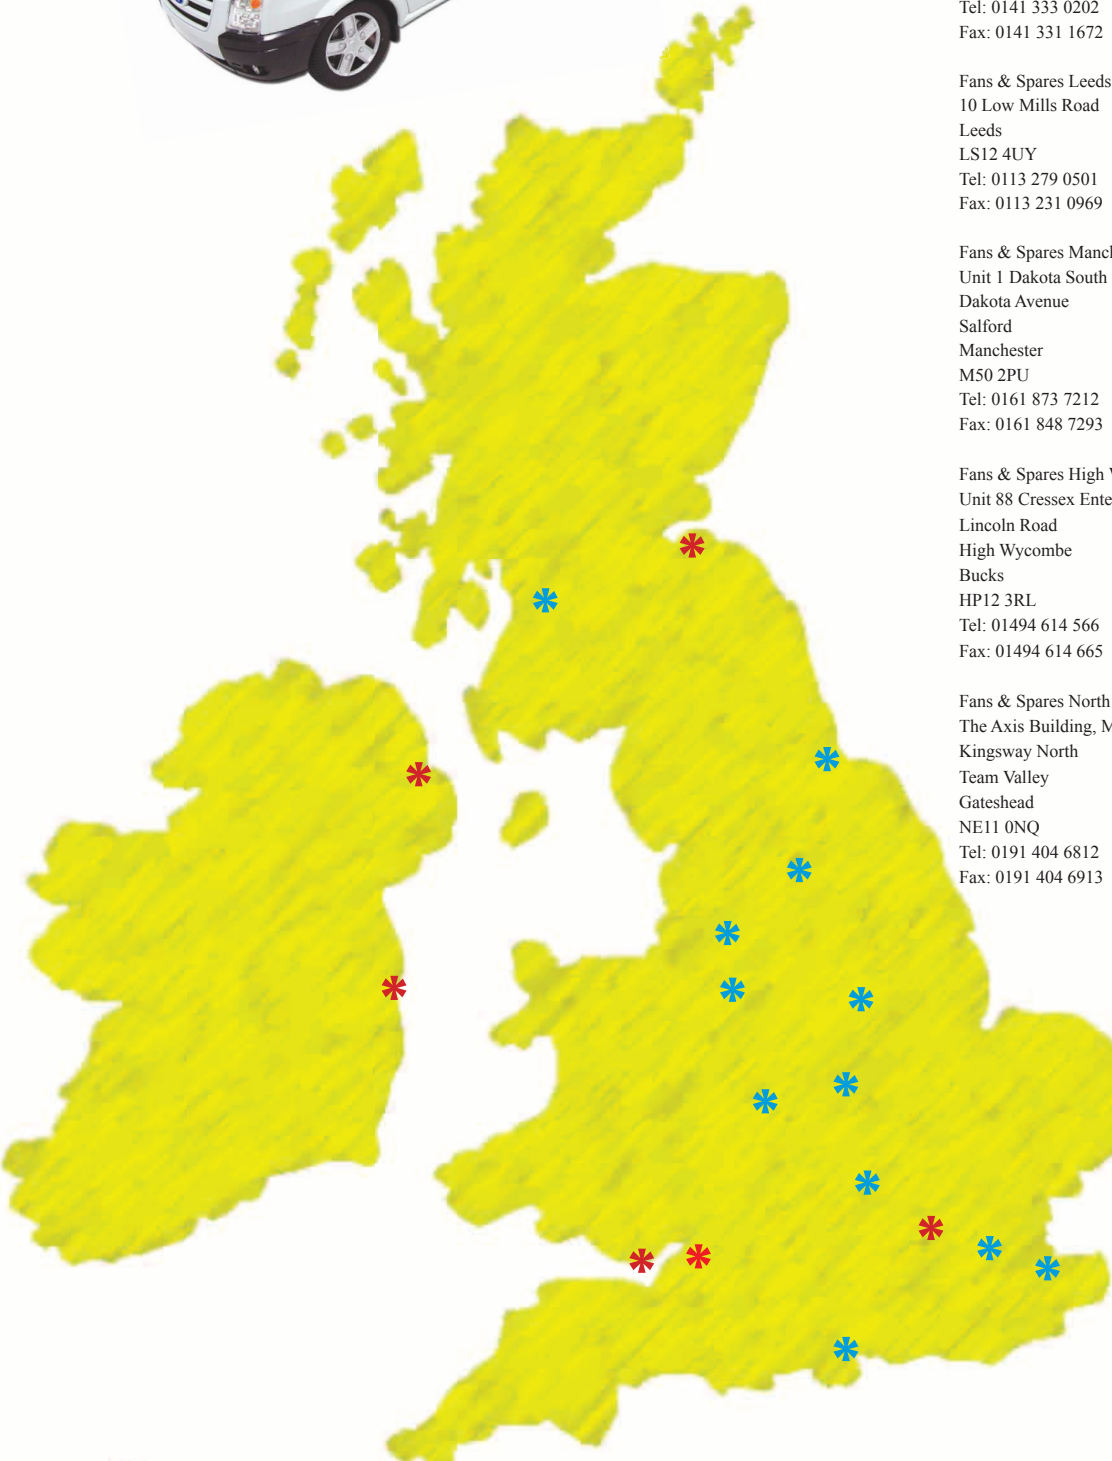 Tel: 0141 333 0202
Fax: 0141 331 1672
Fans & Spares Leeds
10 Low Mills Road
Leeds
LS12 4UY
Tel: 0113 279 0501
Fax: 0113 231 0969
Fans & Spares
Unit 1 Dakota South
Dakota Avenue
Salford
Manchester
M50 2PU
Tel: 0161 873 7212
Fax: 0161 848 7293
Fans & Spares High
Unit 88 Cressex
Lincoln Road
High Wycombe
Bucks
HP12 3RL
Tel: 01494 614 566
Fax: 01494 614 665
Fans & Spares North
The Axis Building,
Kingsway North
Team Valley
Gateshead
NE11 0NQ
Tel: 0191 404 6812
Fax: 0191 404 6913